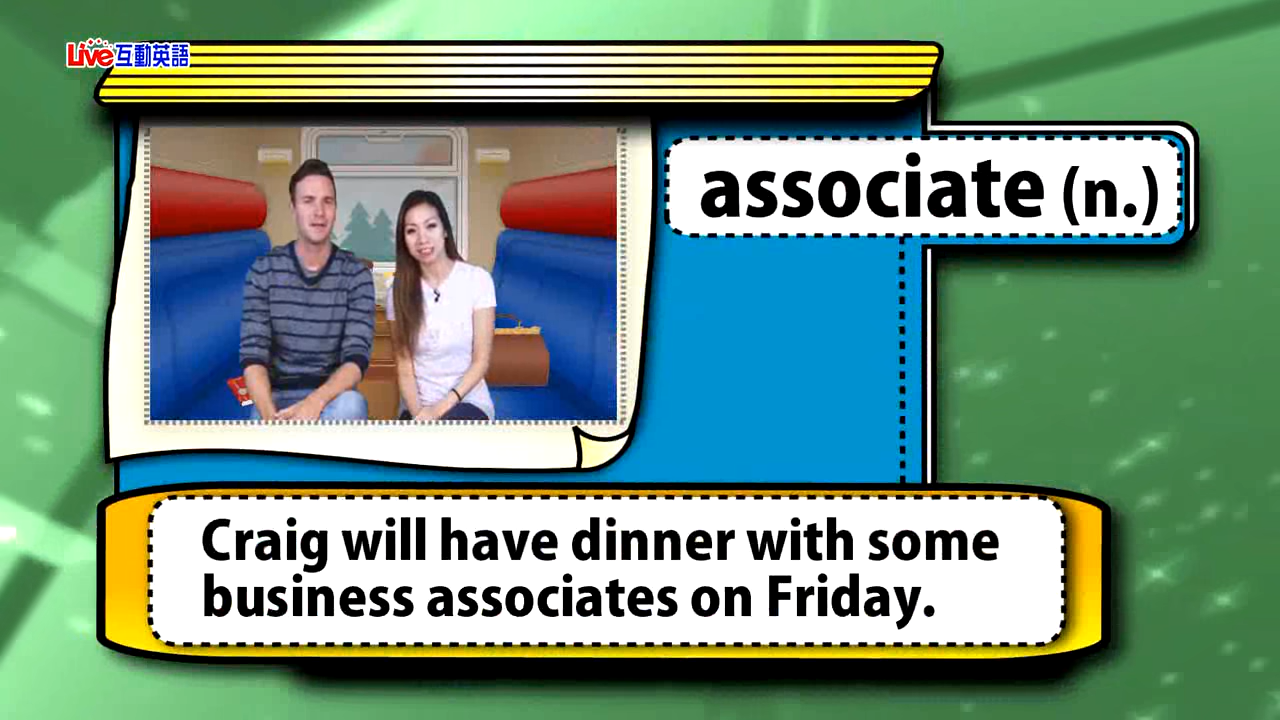 Live互動英語
associate (n.)
Craig will have dinner with some
business associates on Friday.